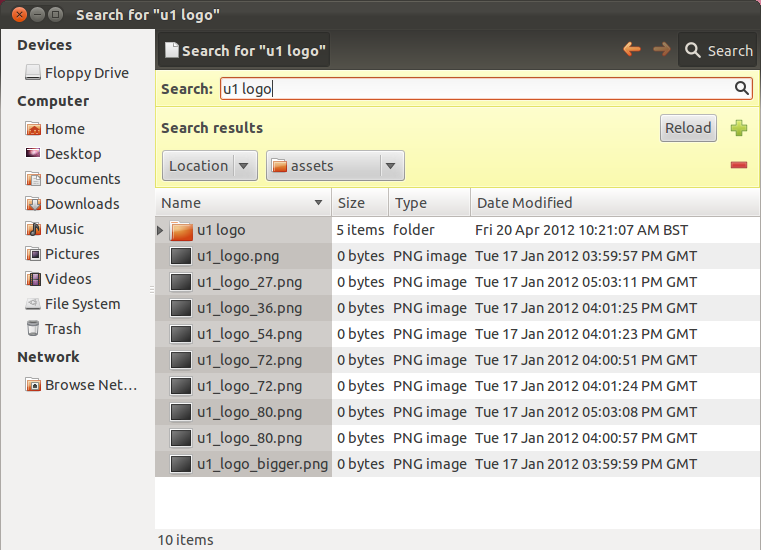 Search for "u1 logo"
Devices
Floppy Drive
Computer
Home
Desktop
Documents
Downloads
Music
Pictures
Videos
File System
Trash
Network
Browse Net…
Search for "u1 logo" Search
Search: u1 logo
Search results Reload
Location assets
Name Size Type Date Modified
u1 logo 5 items folder Fri 20 Apr 2012 10:21:07 AM BST
u1_logo.png 0 bytes PNG image Tue 17 Jan 2012 03:59:57 PM GMT
u1_logo_27.png 0 bytes PNG image Tue 17 Jan 2012 05:03:11 PM GMT
u1_logo_36.png 0 bytes PNG image Tue 17 Jan 2012 04:01:25 PM GMT
u1_logo_54.png 0 bytes PNG image Tue 17 Jan 2012 04:01:23 PM GMT
u1_logo_72.png 0 bytes PNG image Tue 17 Jan 2012 04:00:51 PM GMT
u1_logo_72.png 0 bytes PNG image Tue 17 Jan 2012 04:01:24 PM GMT
u1_logo_80.png 0 bytes PNG image Tue 17 Jan 2012 05:03:08 PM GMT
u1_logo_80.png 0 bytes PNG image Tue 17 Jan 2012 04:00:57 PM GMT
u1_logo_bigger.png 0 bytes PNG image Tue 17 Jan 2012 03:59:59 PM GMT
10 items